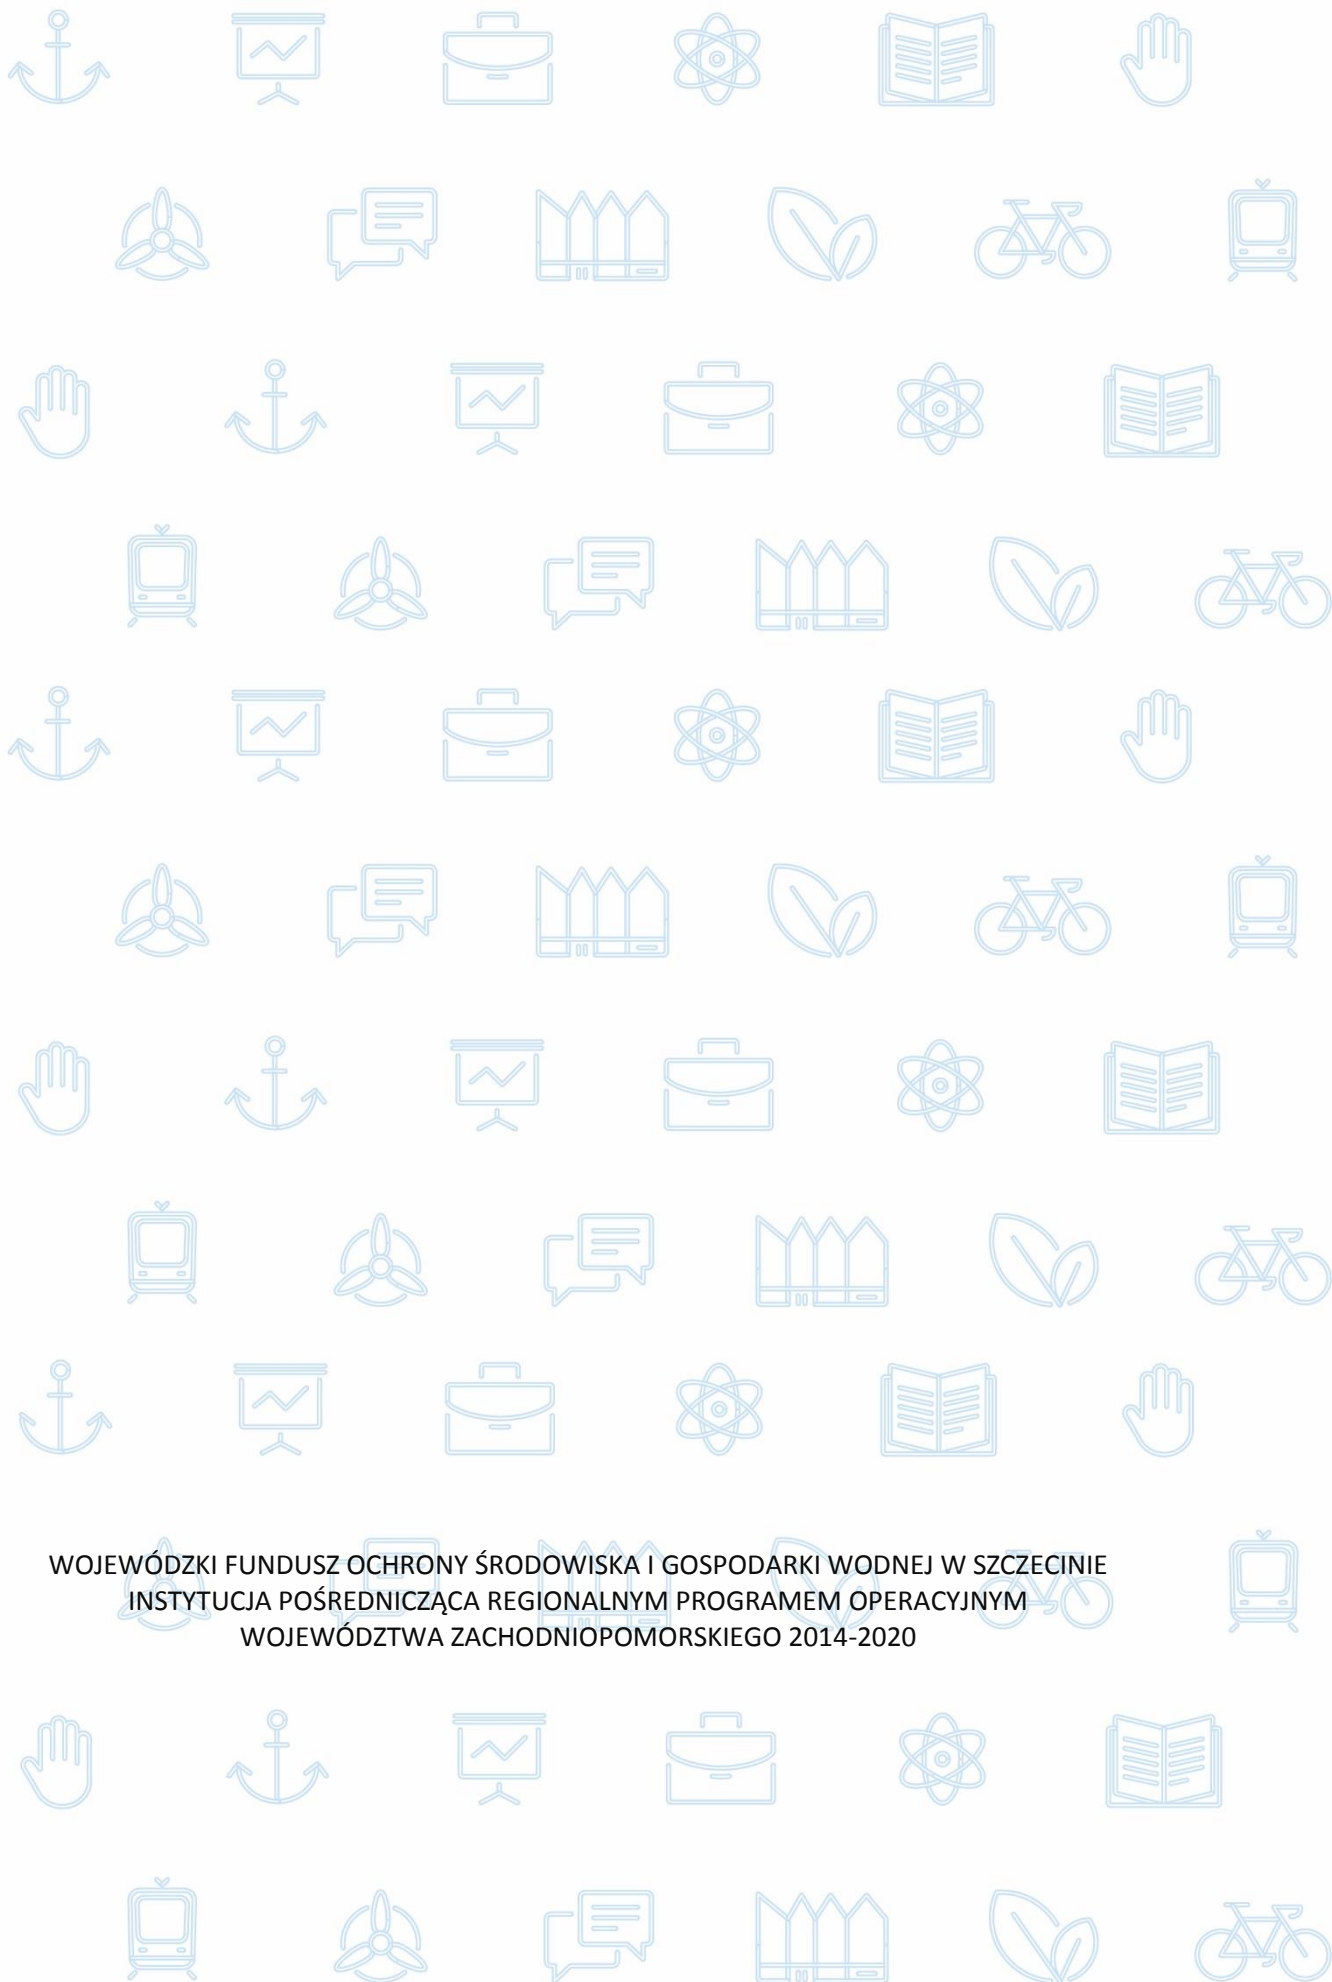 WOJEWÓDZKI FUNDUSZ OCHRONY ŚRODOWISKA I GOSPODARKI WODNEJ W SZCZECINIE
INSTYTUCJA POŚREDNICZĄCA REGIONALNYM PROGRAMEM OPERACYJNYM
WOJEWÓDZTWA ZACHODNIOPOMORSKIEGO 2014-2020